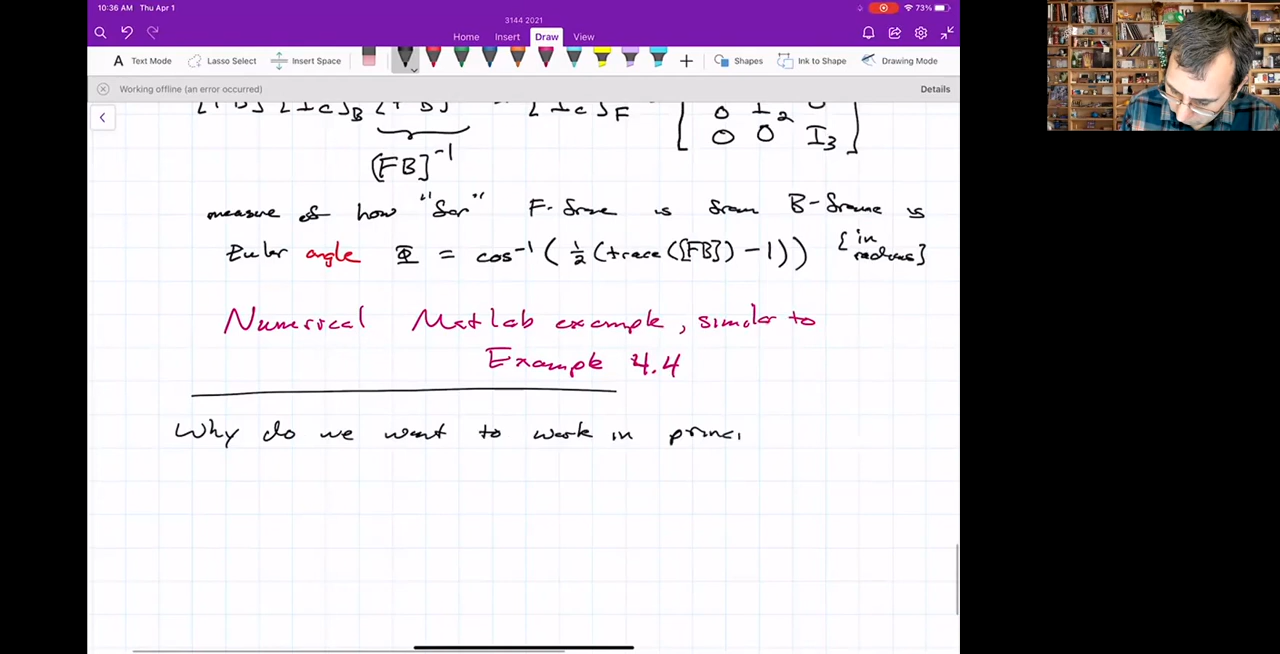 10:36 AM Thu Apr 1
73%
3144 2021
Home Insert Draw View
Text Mode Lasso Select Insert Space Shapes Ink to Shape Drawing Mode
Working offline (an error occurred) Details
[FB]⁻¹
0 I₂
0 0 I₃
measure of how "far" F-frame is from B-frame is
Euler angle Φ = cos⁻¹(½(trace([FB]) -1)) {in radians}
Numerical Matlab example, similar to
Example 4.4
Why do we want to work in princi